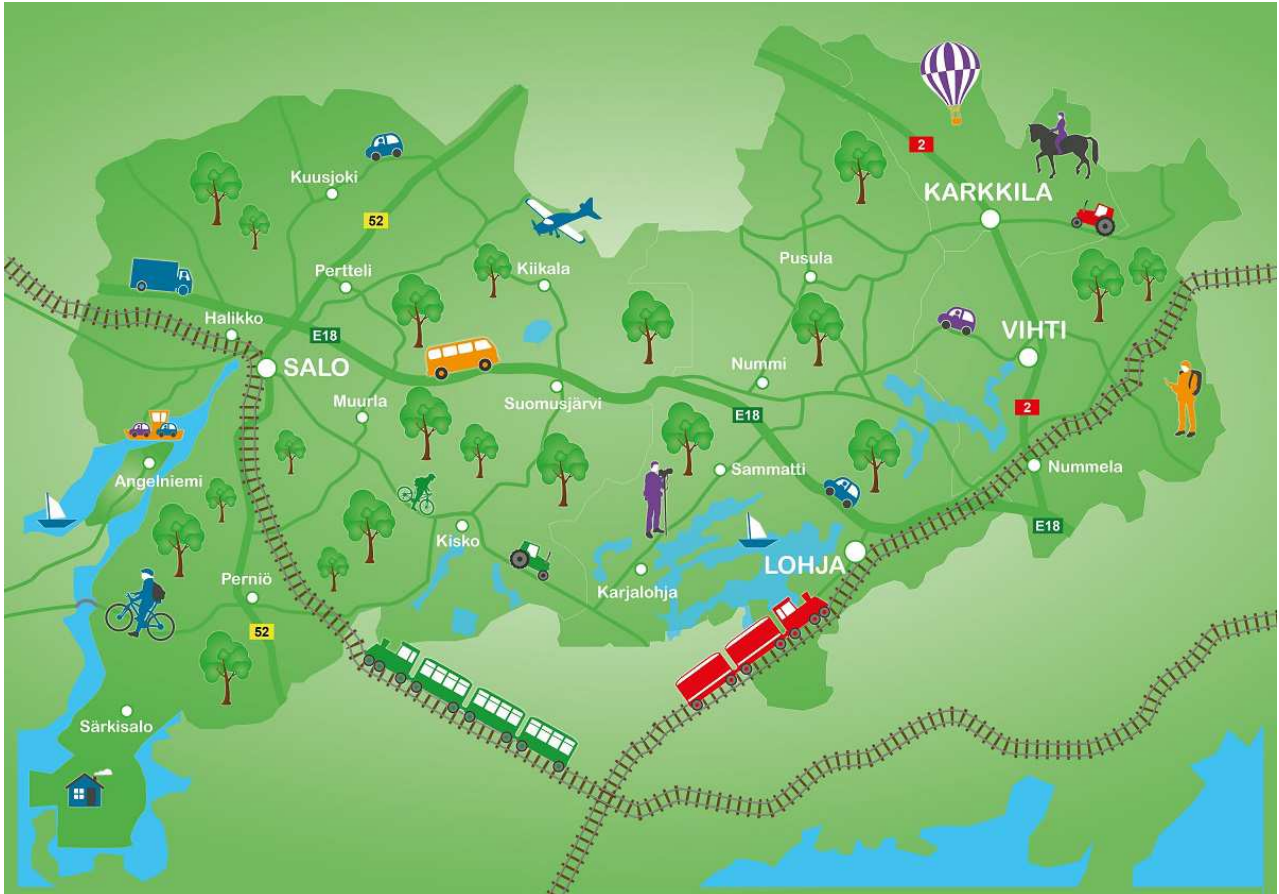 2
KARKKILA
Kuusjoki
52
Pertteli
Kiikala
Pusula
Halikko
E18
VIHTI
SALO
Nummi
Muurla
Suomusjärvi
E18
2
Sammatti
Nummela
Angelniemi
E18
Kisko
LOHJA
Karjalohja
Perniö
52
Särkisalo